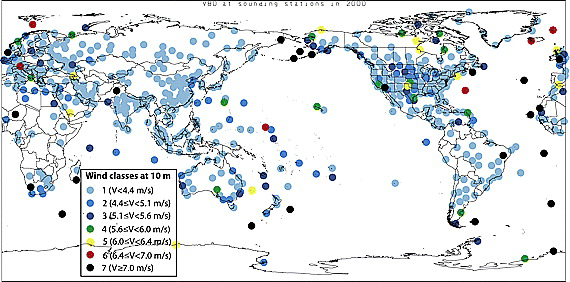 V80 at sounding stations in 2000
Wind classes at 10 m
1 (V<4.4 m/s)
2 (4.4≤V<5.1 m/s)
3 (5.1≤V<5.6 m/s)
4 (5.6≤V<6.0 m/s)
5 (6.0≤V<6.4 m/s)
6 (6.4≤V<7.0 m/s)
7 (V≥7.0 m/s)